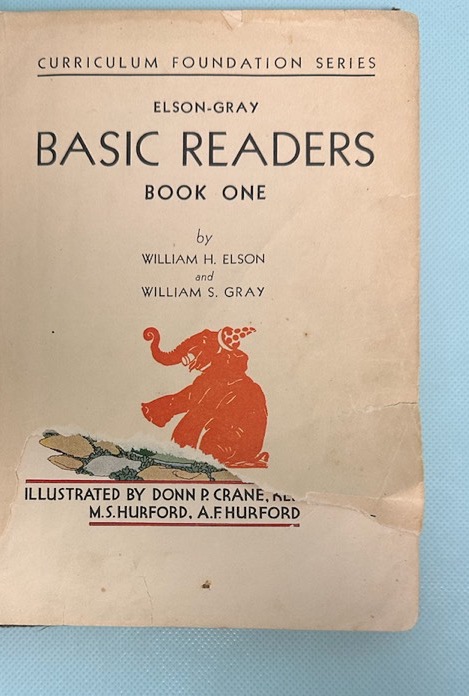 CURRICULUM FOUNDATION SERIES
ELSON-GRAY
BASIC READERS
BOOK ONE
by
WILLIAM H. ELSON
and
WILLIAM S. GRAY
ILLUSTRATED BY DONN P. CRANE,
M.S. HURFORD, A.F. HURFORD